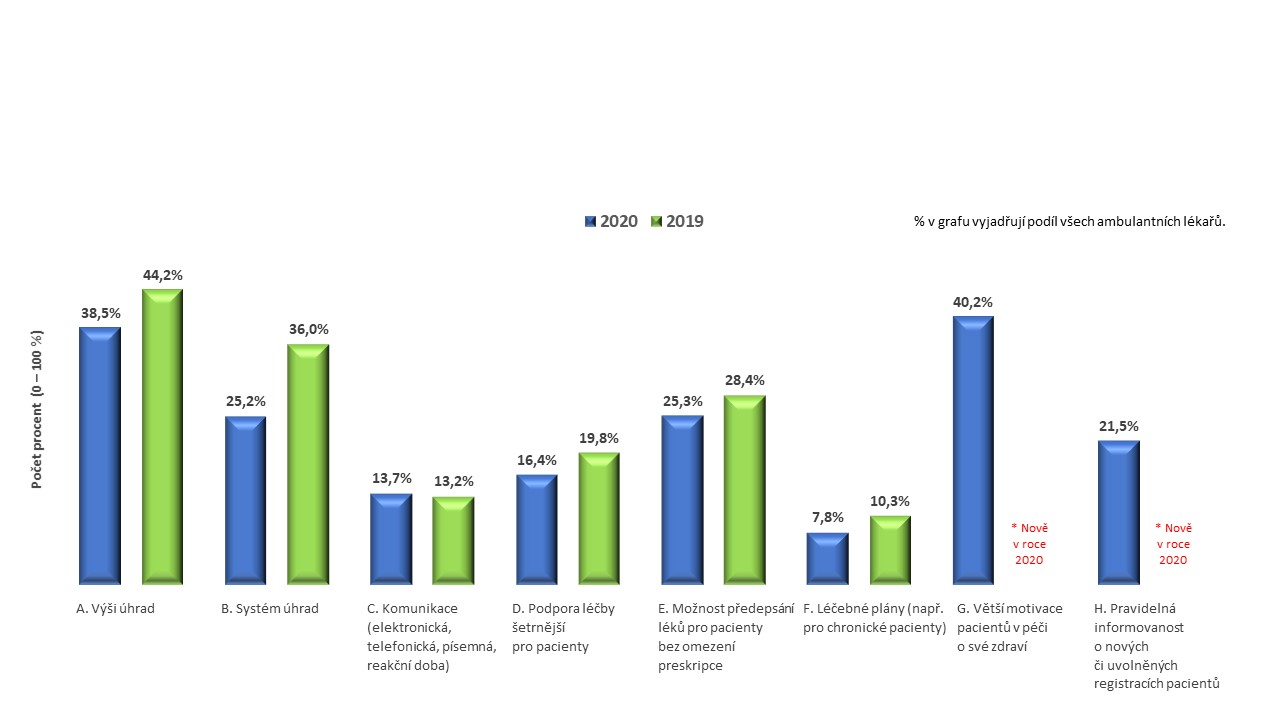 2020 2019
% v grafu vyjadřují podíl všech ambulantních lékařů.
Počet procent (0 – 100 %)
38,5%
44,2%
25,2%
36,0%
13,7%
13,2%
16,4%
19,8%
25,3%
28,4%
7,8%
10,3%
40,2%
* Nově
v roce
2020
21,5%
* Nově
v roce
2020
A. Výši úhrad
B. Systém úhrad
C. Komunikace
(elektronická,
telefonická, písemná,
reakční doba)
D. Podpora léčby
šetrnější
pro pacienty
E. Možnost předepsání
léků pro pacienty
bez omezení
preskripce
F. Léčebné plány (např.
pro chronické pacienty)
G. Větší motivace
pacientů v péči
o své zdraví
H. Pravidelná
informovanost
o nových
či uvolněných
registracích pacientů